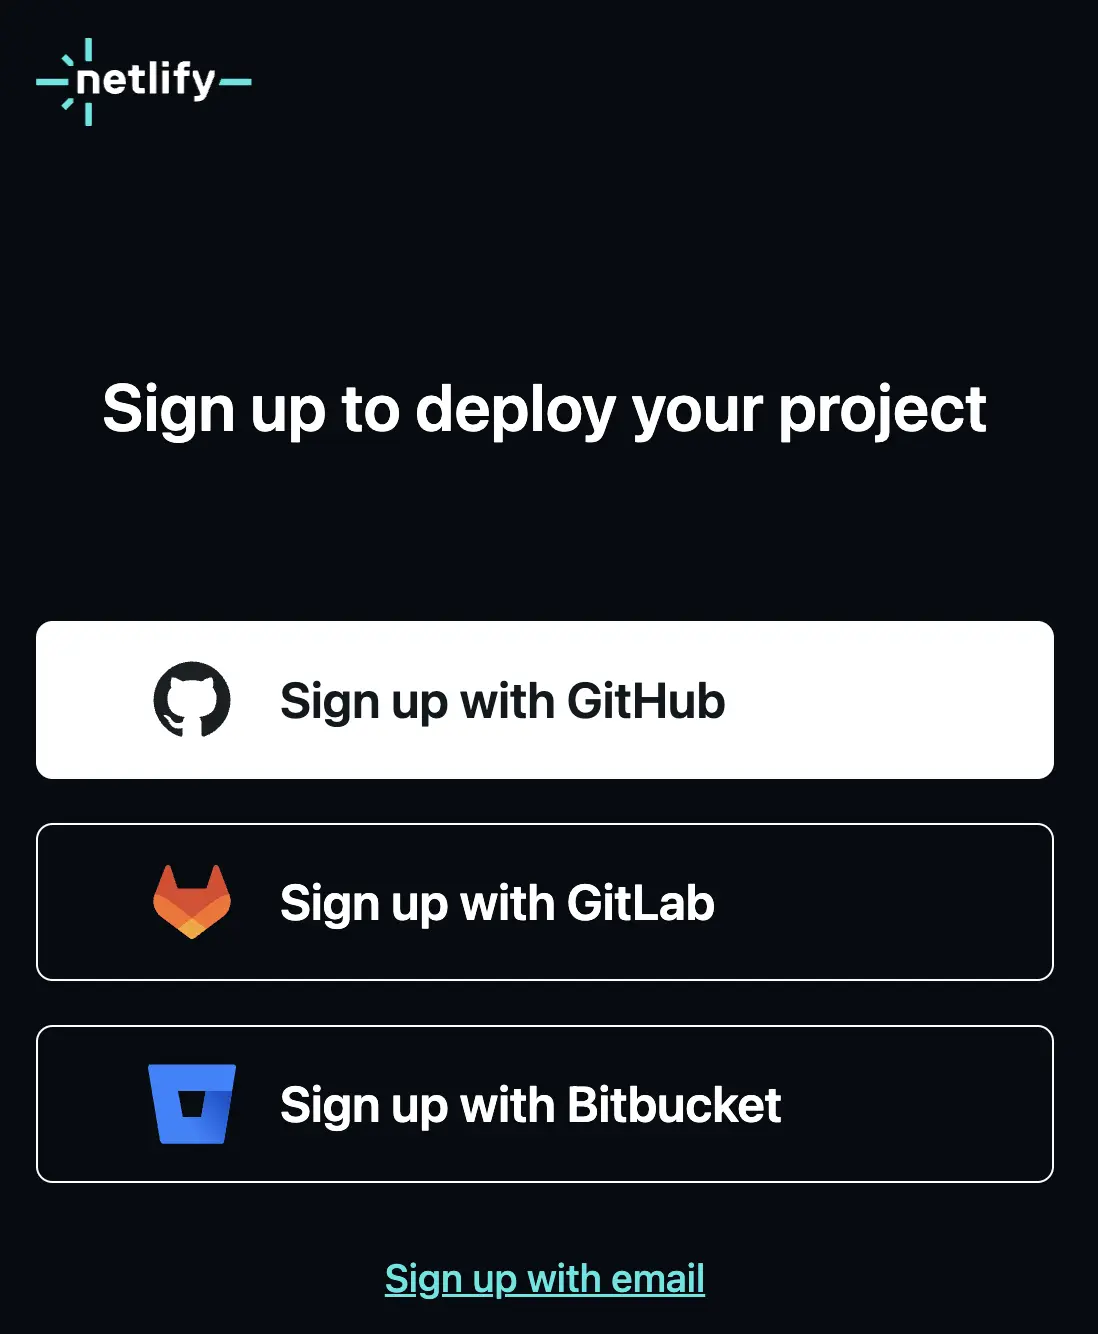 netlify
Sign up to deploy your project
Sign up with GitHub
Sign up with GitLab
Sign up with Bitbucket
Sign up with email